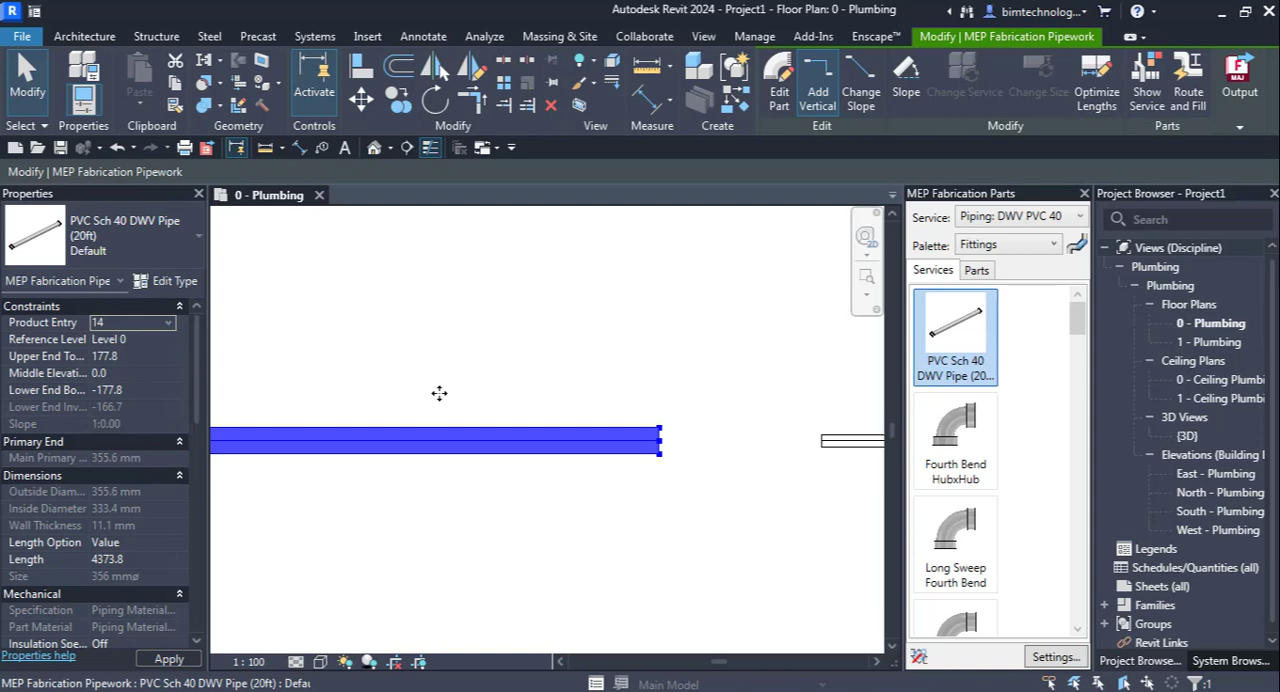 Autodesk Revit 2024 - Project1 - Floor Plan: 0 - Plumbing
bimtechnolog...
File Architecture Structure Steel Precast Systems Insert Annotate Analyze Massing & Site Collaborate View Manage Add-Ins Enscape™ Modify | MEP Fabrication Pipework
Modify
Paste
Activate
Edit Part
Add Vertical
Change Slope
Slope
Change Service
Change Size
Optimize Lengths
Show Service
Route and Fill
Output
Select Properties Clipboard Geometry Controls Modify View Measure Create Edit Modify Parts
Modify | MEP Fabrication Pipework
Properties
PVC Sch 40 DWV Pipe
(20ft)
Default
MEP Fabrication Pipe Edit Type
Constraints
Product Entry 14
Reference Level Level 0
Upper End To... 177.8
Middle Elevati... 0.0
Lower End Bo... -177.8
Lower End Inv... -166.7
Slope 1:0.00
Primary End
Main Primary ... 355.6 mm
Dimensions
Outside Diam... 355.6 mm
Inside Diameter 333.4 mm
Wall Thickness 11.1 mm
Length Option Value
Length 4373.8
Size 356 mmø
Mechanical
Specification Piping Material...
Part Material Piping Material...
Insulation Spe... Off
Properties help Apply
0 - Plumbing
2D
1 : 100
MEP Fabrication Parts
Service: Piping: DWV PVC 40
Palette: Fittings
Services Parts
PVC Sch 40
DWV Pipe (20...
Fourth Bend
HubxHub
Long Sweep
Fourth Bend
Settings...
Project Browser - Project1
Search
Views (Discipline)
Plumbing
Plumbing
Floor Plans
0 - Plumbing
1 - Plumbing
Ceiling Plans
0 - Ceiling Plumbi
1 - Ceiling Plumbi
3D Views
{3D}
Elevations (Building I
East - Plumbing
North - Plumbing
South - Plumbing
West - Plumbing
Legends
Schedules/Quantities (all)
Sheets (all)
Families
Groups
Revit Links
Project Browse... System Brows...
MEP Fabrication Pipework : PVC Sch 40 DWV Pipe (20ft) : Defau
Main Model
:1